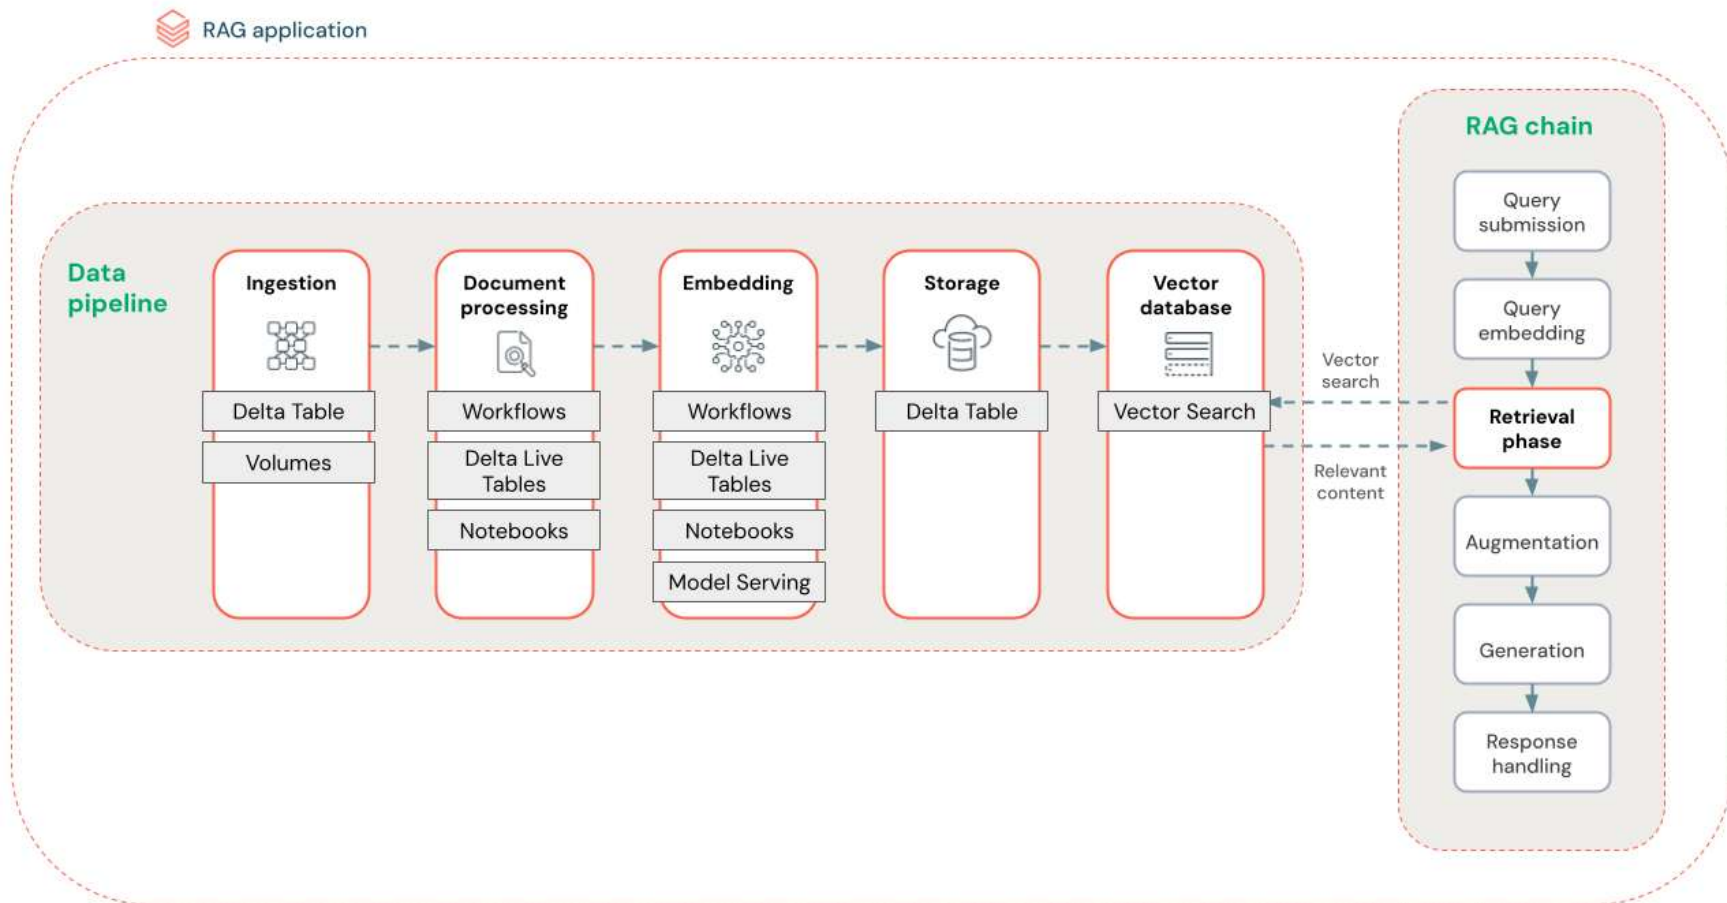 RAG application
Data
pipeline
Ingestion
Delta Table
Volumes
Document
processing
Workflows
Delta Live
Tables
Notebooks
Embedding
Workflows
Delta Live
Tables
Notebooks
Model Serving
Storage
Delta Table
Vector
database
Vector Search
Vector
search
Relevant
content
RAG chain
Query
submission
Query
embedding
Retrieval
phase
Augmentation
Generation
Response
handling